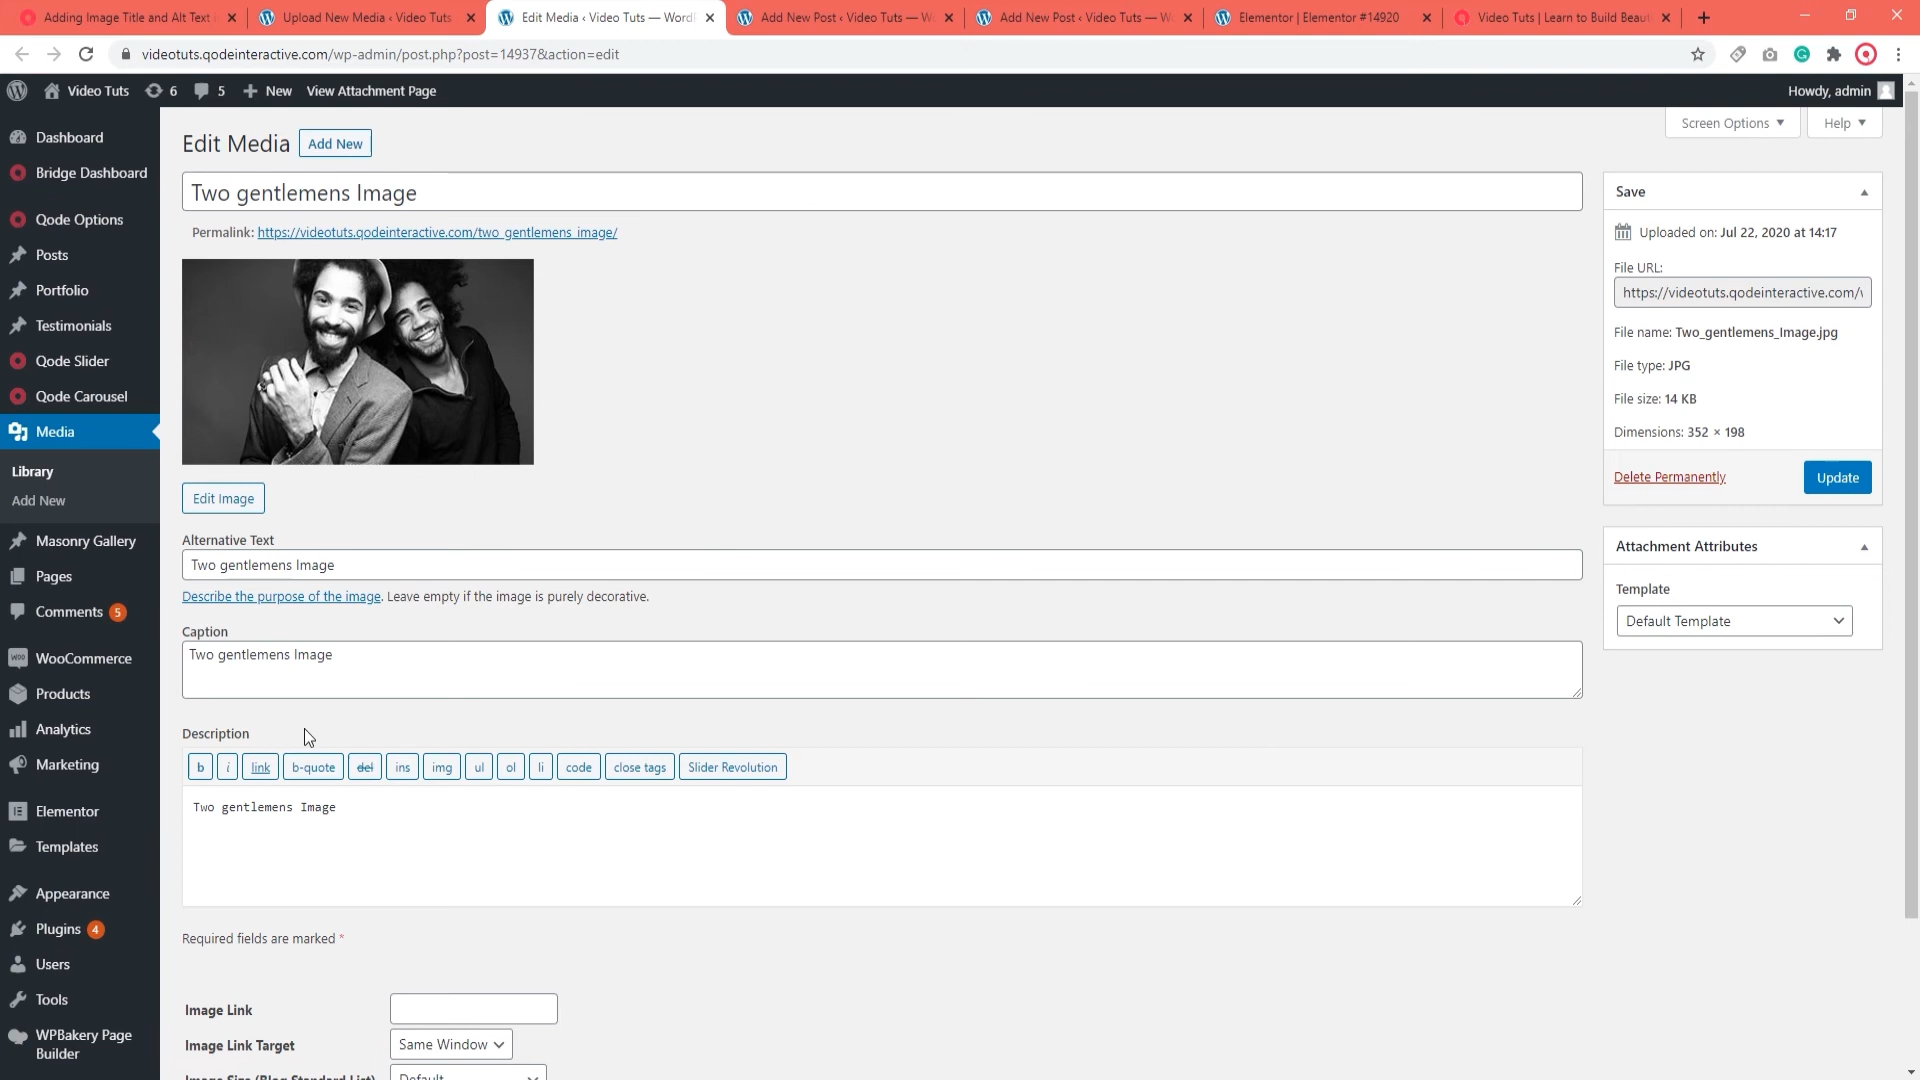 Adding Image Title and Alt Text
Upload New Media ‹ Video Tuts
Edit Media ‹ Video Tuts — Word
Add New Post ‹ Video Tuts — W
Add New Post ‹ Video Tuts — W
Elementor | Elementor #14920
Video Tuts | Learn to Build Beaut
videotuts.qodeinteractive.com/wp-admin/post.php?post=14937&action=edit
Video Tuts
6
5
New
View Attachment Page
Howdy, admin
Dashboard
Bridge Dashboard
Qode Options
Posts
Portfolio
Testimonials
Qode Slider
Qode Carousel
Media
Library
Add New
Masonry Gallery
Pages
Comments 5
WooCommerce
Products
Analytics
Marketing
Elementor
Templates
Appearance
Plugins 4
Users
Tools
WPBakery Page
Builder
Screen Options
Help
Edit Media
Add New
Two gentlemens Image
Permalink: https://videotuts.qodeinteractive.com/two_gentlemens_image/
Edit Image
Alternative Text
Two gentlemens Image
Describe the purpose of the image. Leave empty if the image is purely decorative.
Caption
Two gentlemens Image
Description
b i link b-quote del ins img ul ol li code close tags Slider Revolution
Two gentlemens Image
Required fields are marked *
Image Link
Image Link Target
Same Window
Image Size (Blog Standard List)
Default
Save
Uploaded on: Jul 22, 2020 at 14:17
File URL:
https://videotuts.qodeinteractive.com/
File name: Two_gentlemens_Image.jpg
File type: JPG
File size: 14 KB
Dimensions: 352 × 198
Delete Permanently
Update
Attachment Attributes
Template
Default Template